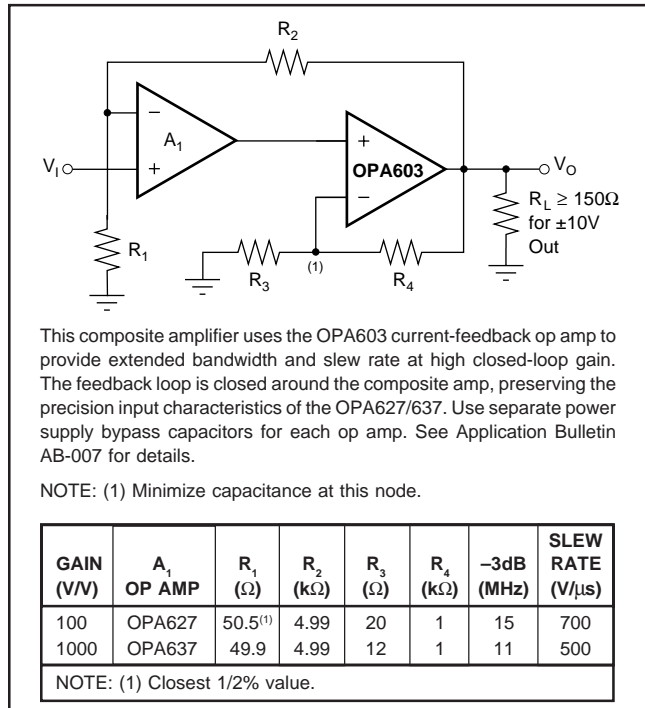 R2
−
A1
+
VI
+
OPA603
−
VO
RL ≥ 150Ω
for ±10V
Out
R1
R3
(1)
R4
This composite amplifier uses the OPA603 current-feedback op amp to
provide extended bandwidth and slew rate at high closed-loop gain.
The feedback loop is closed around the composite amp, preserving the
precision input characteristics of the OPA627/637. Use separate power
supply bypass capacitors for each op amp. See Application Bulletin
AB-007 for details.
NOTE: (1) Minimize capacitance at this node.
GAIN (V/V) A1 OP AMP R1 (Ω) R2 (kΩ) R3 (Ω) R4 (kΩ) –3dB (MHz) SLEW RATE (V/μs)
100 OPA627 50.5(1) 4.99 20 1 15 700
1000 OPA637 49.9 4.99 12 1 11 500
NOTE: (1) Closest 1/2% value.